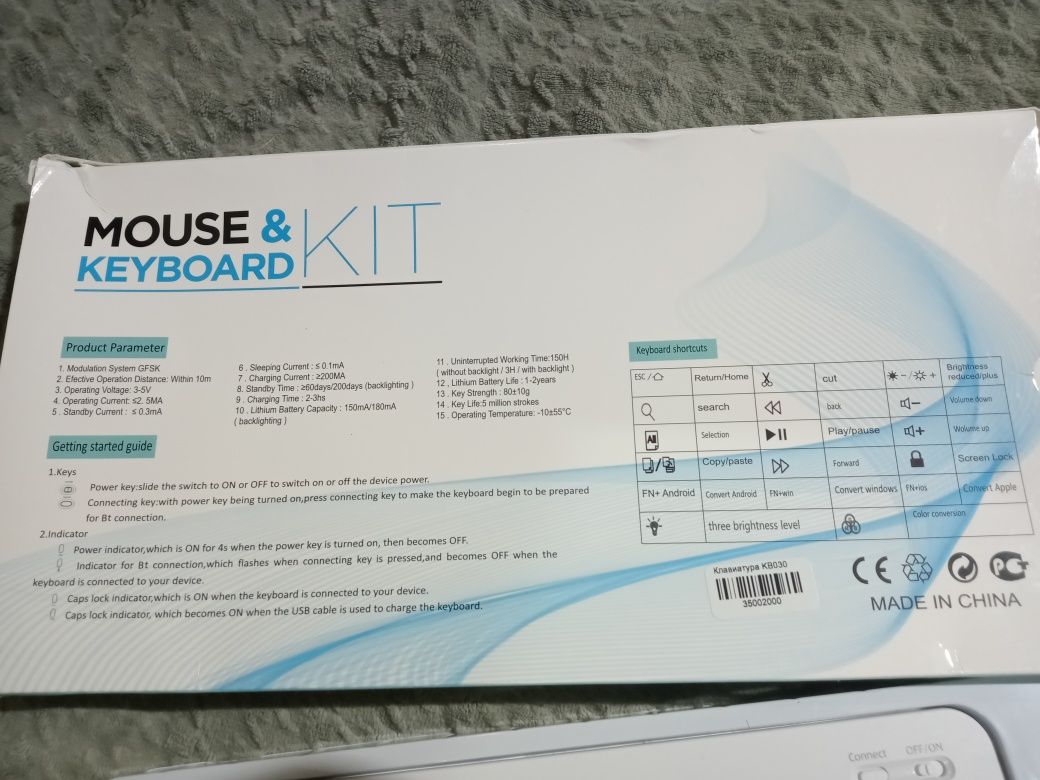 MOUSE &
KEYBOARD
KIT
Product Parameter
1. Modulation System GFSK
2. Efective Operation Distance: Within 10m
3. Operating Voltage: 3-5V
4. Operating Current: ≤2. 5MA
5 . Standby Current : ≤ 0.3mA
6 . Sleeping Current : ≤ 0.1mA
7 . Charging Current : ≥200MA
8. Standby Time : ≥60days/200days (backlighting )
9 . Charging Time : 2-3hs
10 . Lithium Battery Capacity : 150mA/180mA
( backlighting )
11 . Uninterrupted Working Time:150H
( without backlight / 3H / with backlight )
12 . Lithium Battery Life : 1-2years
13 . Key Strength : 80±10g
14 . Key Life:5 million strokes
15 . Operating Temperature: -10±55°C
Getting started guide
1.Keys
Power key:slide the switch to ON or OFF to switch on or off the device power.
Connecting key:with power key being turned on,press connecting key to make the keyboard begin to be prepared
for Bt connection.
2.Indicator
Power indicator,which is ON for 4s when the power key is turned on, then becomes OFF.
Indicator for Bt connection,which flashes when connecting key is pressed,and becomes OFF when the
keyboard is connected to your device.
Caps lock indicator,which is ON when the keyboard is connected to your device.
Caps lock indicator, which becomes ON when the USB cable is used to charge the keyboard.
Keyboard shortcuts
ESC / Return/Home cut - / + Brightness reduced/plus
search back - Volume down
All Selection Play/pause + Wolume up
/ Copy/paste Forward Screen Lock
FN+ Android Convert Android FN+win Convert windows FN+ios Convert Apple
three brightness level Color conversion
Клавиатура KB030
35002000
CE PC
MADE IN CHINA
Connect OFF/ON